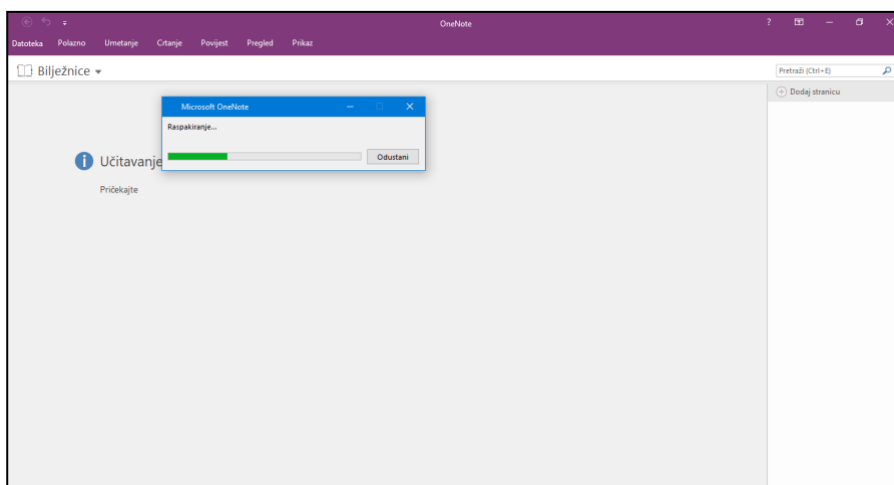 OneNote
Datoteka Polazno Umetanje Crtanje Povijest Pregled Prikaz
Bilježnice
Pretraži (Ctrl+E)
Dodaj stranicu
Microsoft OneNote
Raspakiranje...
Odustani
Učitavanje
Pričekajte